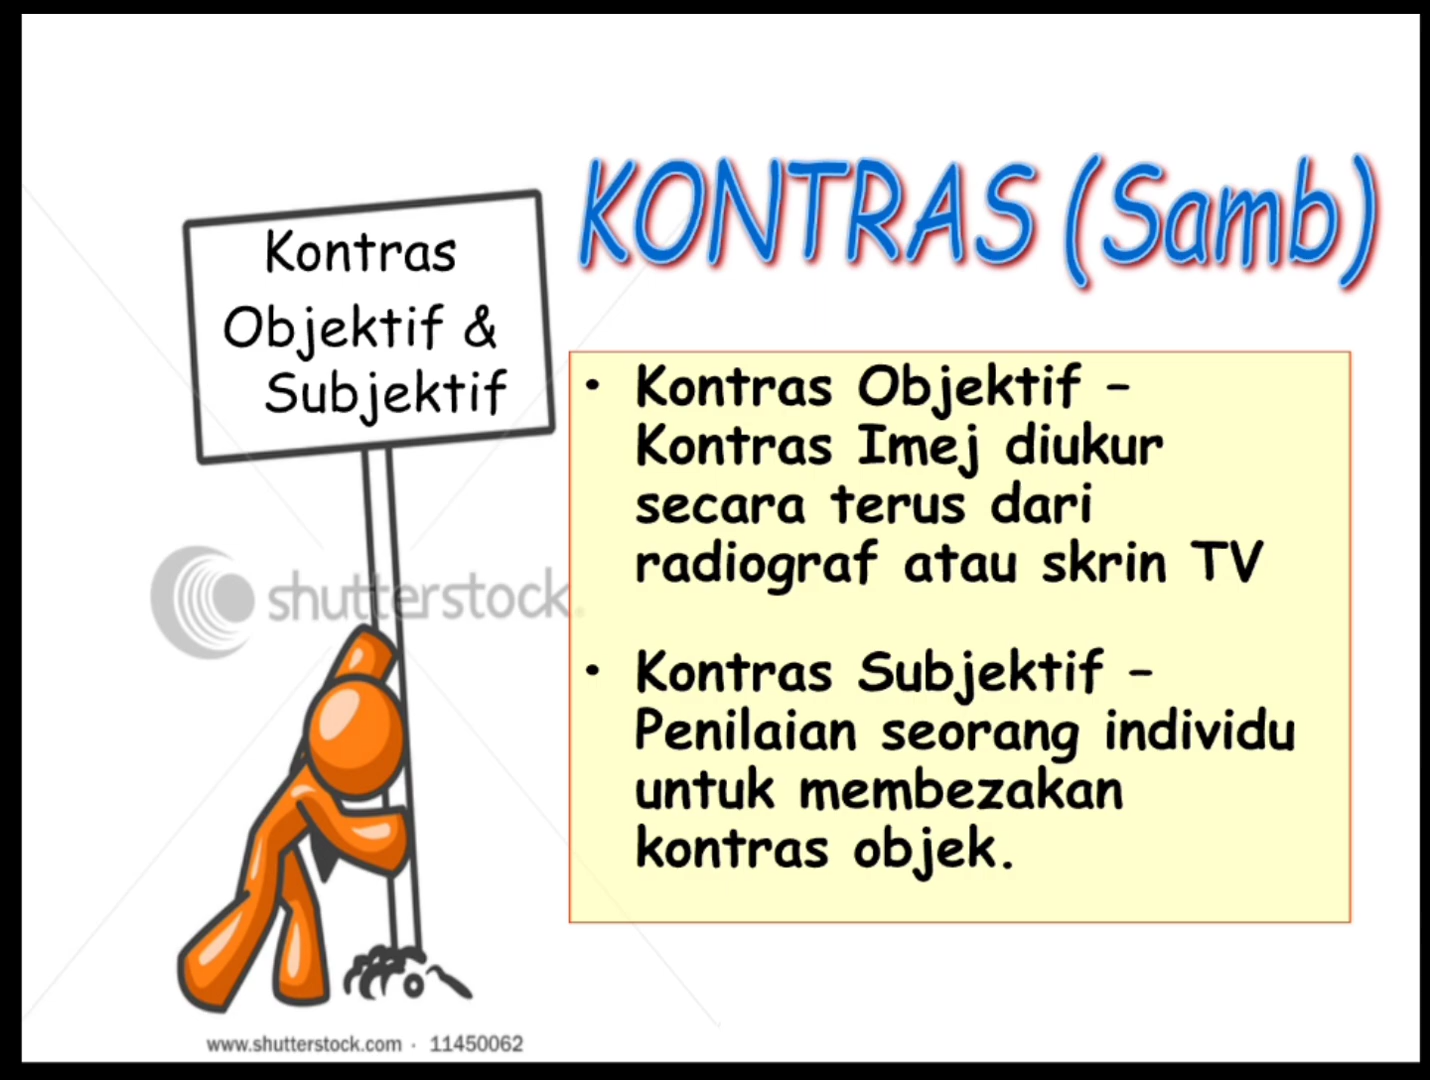 KONTRAS (Samb)
Kontras
Objektif &
Subjektif
• Kontras Objektif –
Kontras Imej diukur
secara terus dari
radiograf atau skrin TV
• Kontras Subjektif –
Penilaian seorang individu
untuk membezakan
kontras objek.
shutterstock
www.shutterstock.com · 11450062